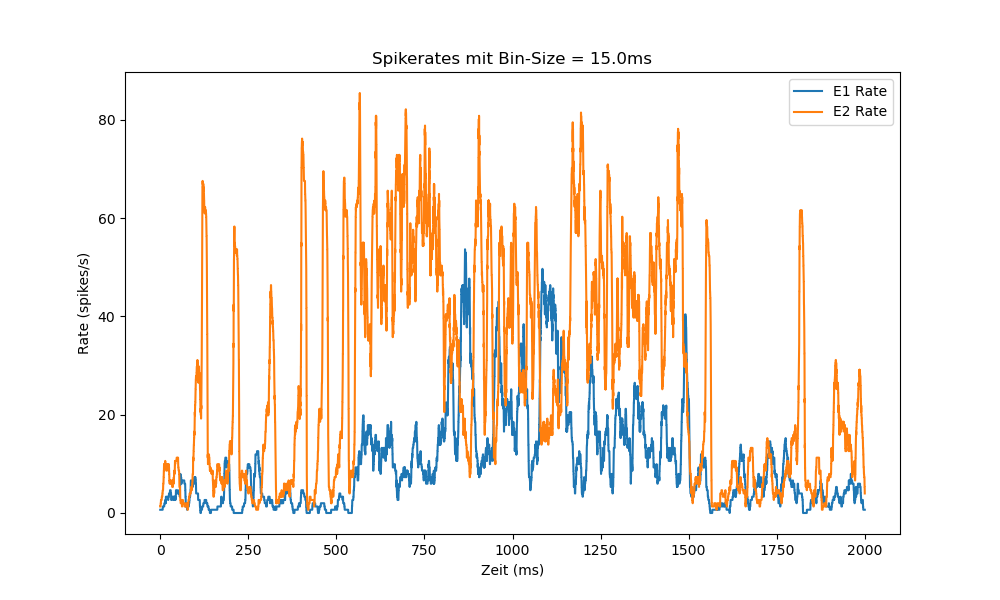 Spikerates mit Bin-Size = 15.0ms
E1 Rate
E2 Rate
Rate (spikes/s)
80
60
40
20
0
0 250 500 750 1000 1250 1500 1750 2000
Zeit (ms)